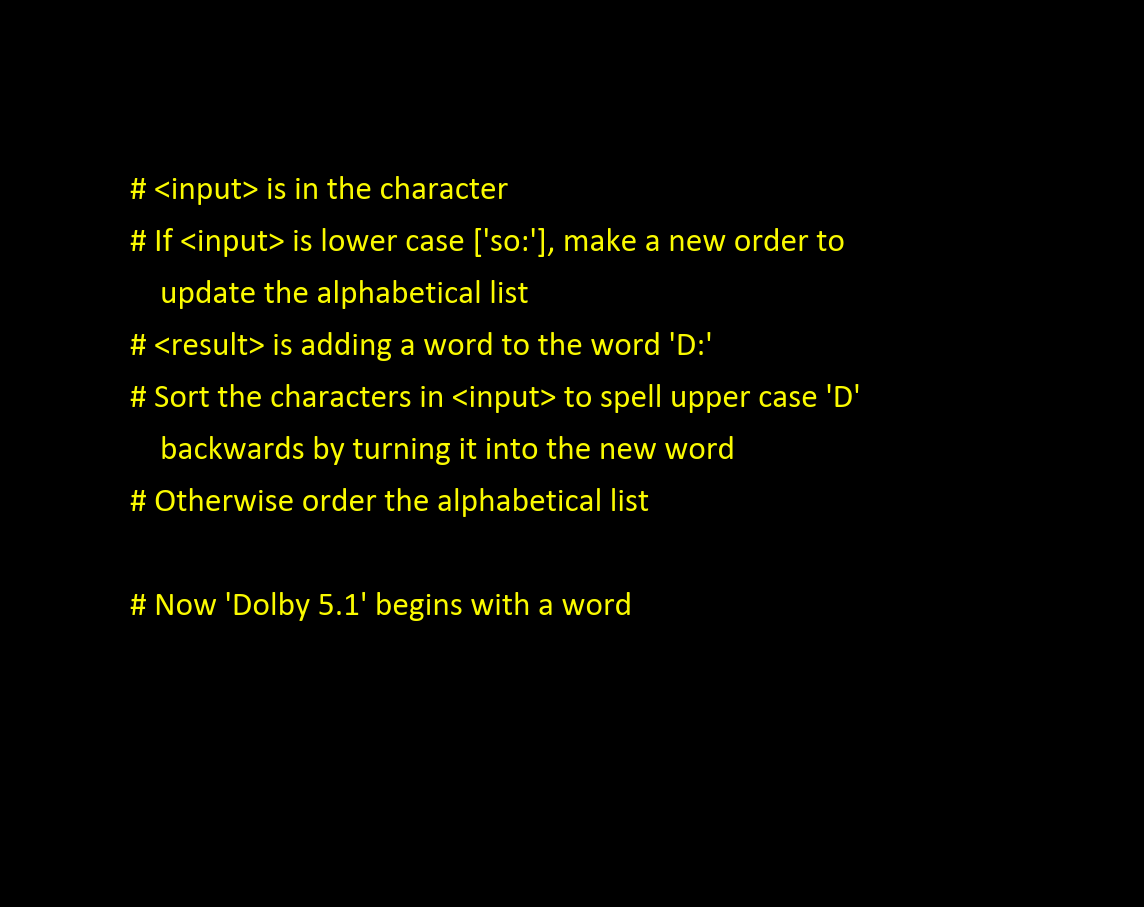 # <input> is in the character
# If <input> is lower case ['so:'], make a new order to
update the alphabetical list
# <result> is adding a word to the word 'D:'
# Sort the characters in <input> to spell upper case 'D'
backwards by turning it into the new word
# Otherwise order the alphabetical list
# Now 'Dolby 5.1' begins with a word